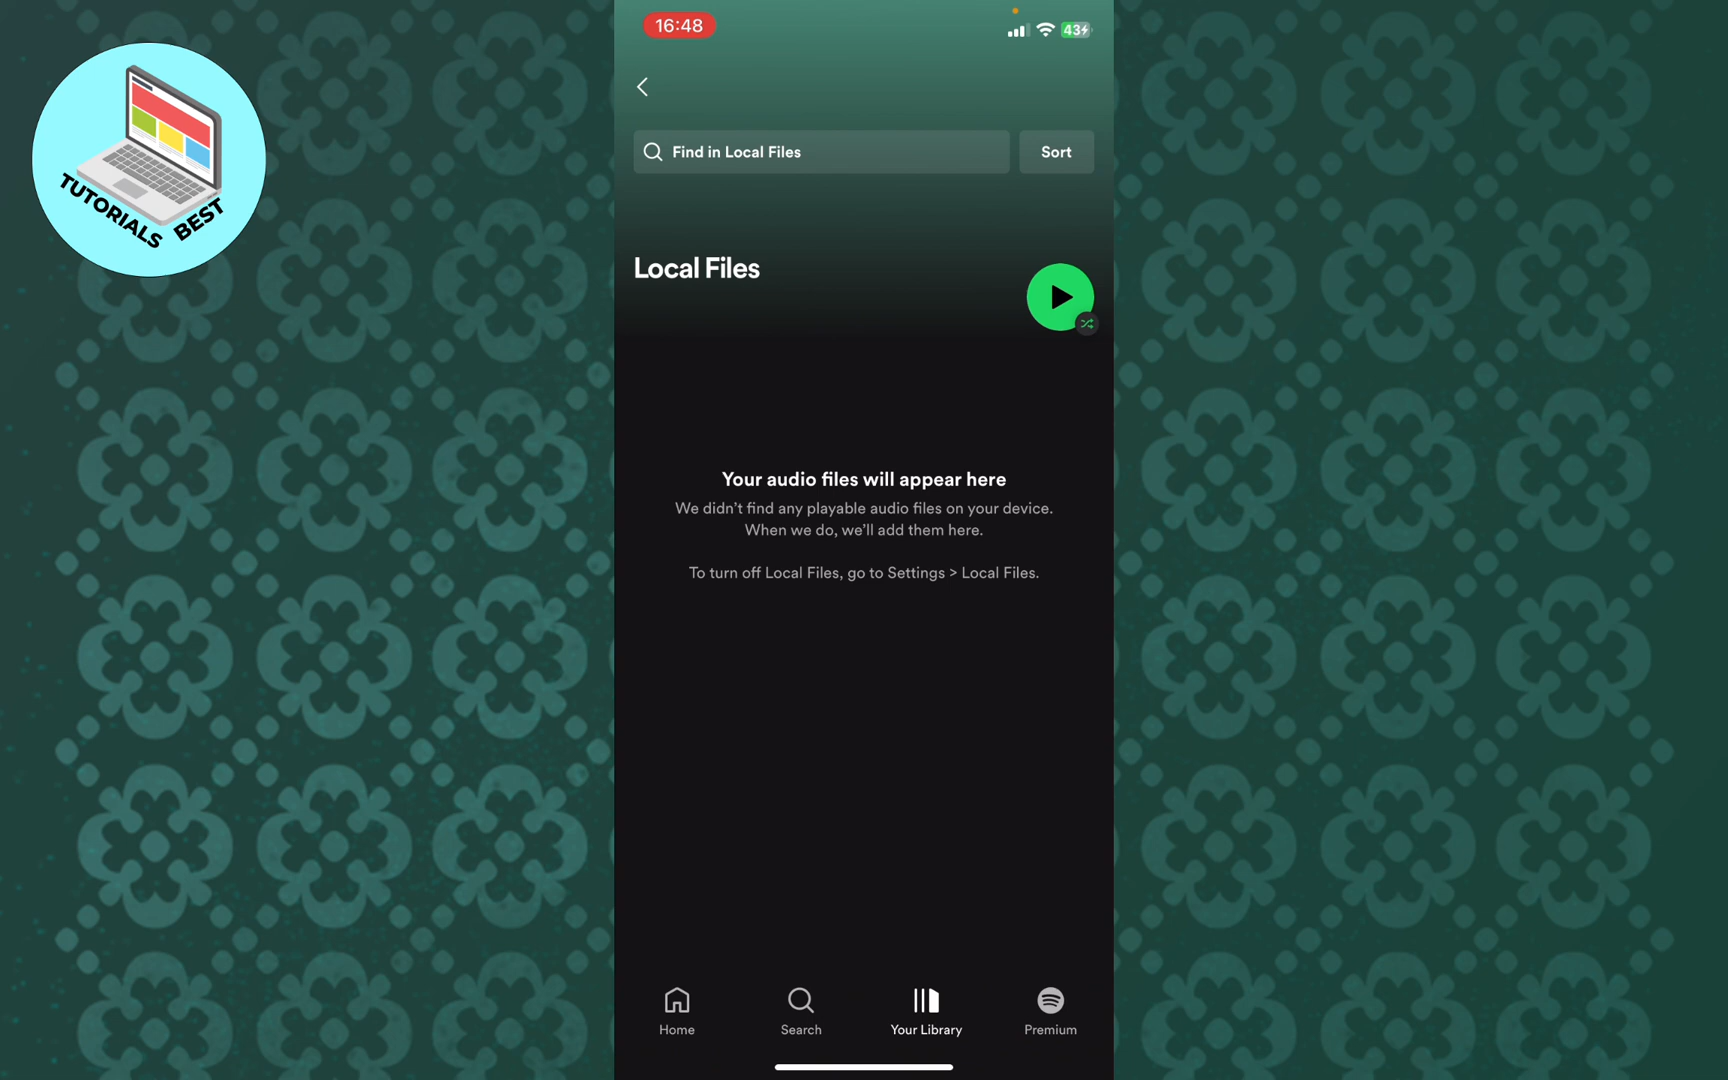 TUTORIALS BEST
16:48
43
Find in Local Files
Sort
Local Files
Your audio files will appear here
We didn’t find any playable audio files on your device.
When we do, we’ll add them here.
To turn off Local Files, go to Settings > Local Files.
Home
Search
Your Library
Premium